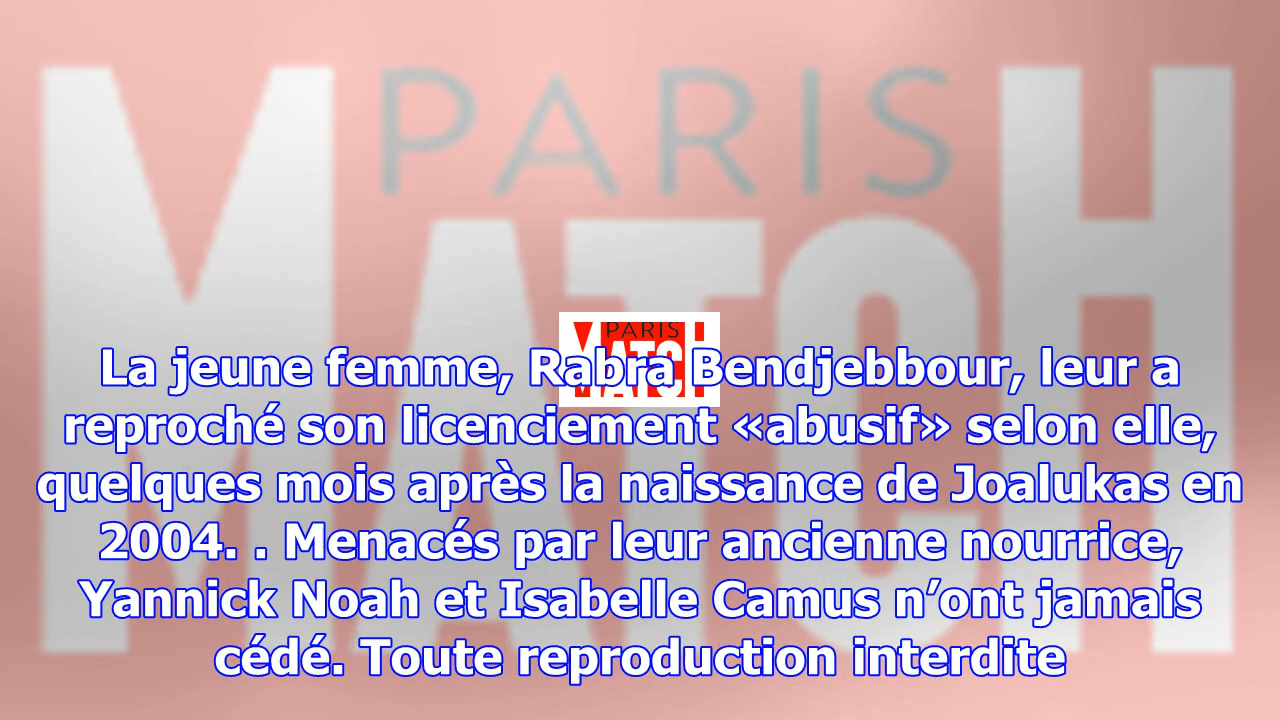 PARIS
MATCH
PARIS
MATCH
La jeune femme, Rabra Bendjebbour, leur a
reproché son licenciement «abusif» selon elle,
quelques mois après la naissance de Joalukas en
2004. . Menacés par leur ancienne nourrice,
Yannick Noah et Isabelle Camus n’ont jamais
cédé. Toute reproduction interdite